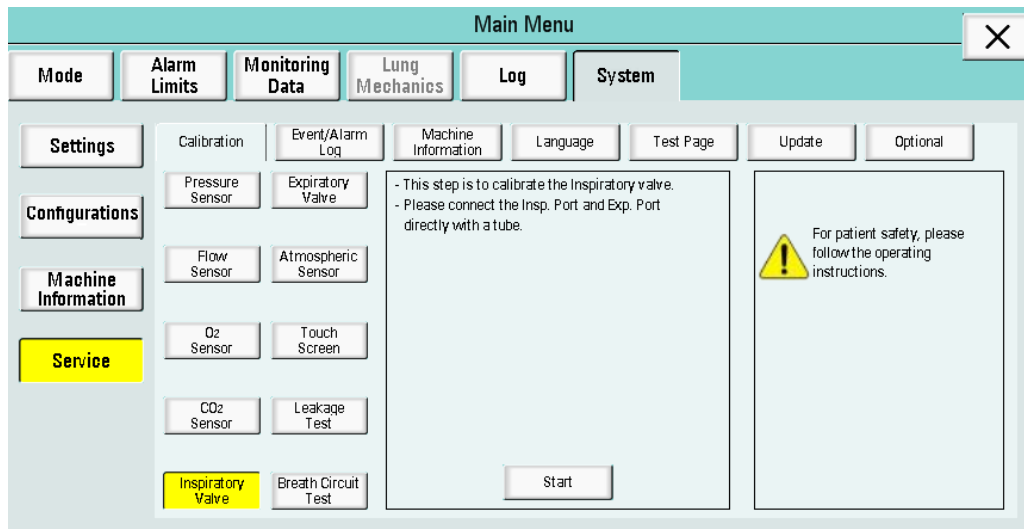 Main Menu
Mode
Alarm
Limits
Monitoring
Data
Lung
Mechanics
Log
System
Settings
Configurations
Machine
Information
Service
Calibration
Event/Alarm
Log
Machine
Information
Language
Test Page
Update
Optional
Pressure
Sensor
Expiratory
Valve
Flow
Sensor
Atmospheric
Sensor
O2
Sensor
Touch
Screen
CO2
Sensor
Leakage
Test
Inspiratory
Valve
Breath Circuit
Test
- This step is to calibrate the Inspiratory valve.
- Please connect the Insp. Port and Exp. Port
directly with a tube.
Start
For patient safety, please
follow the operating
instructions.